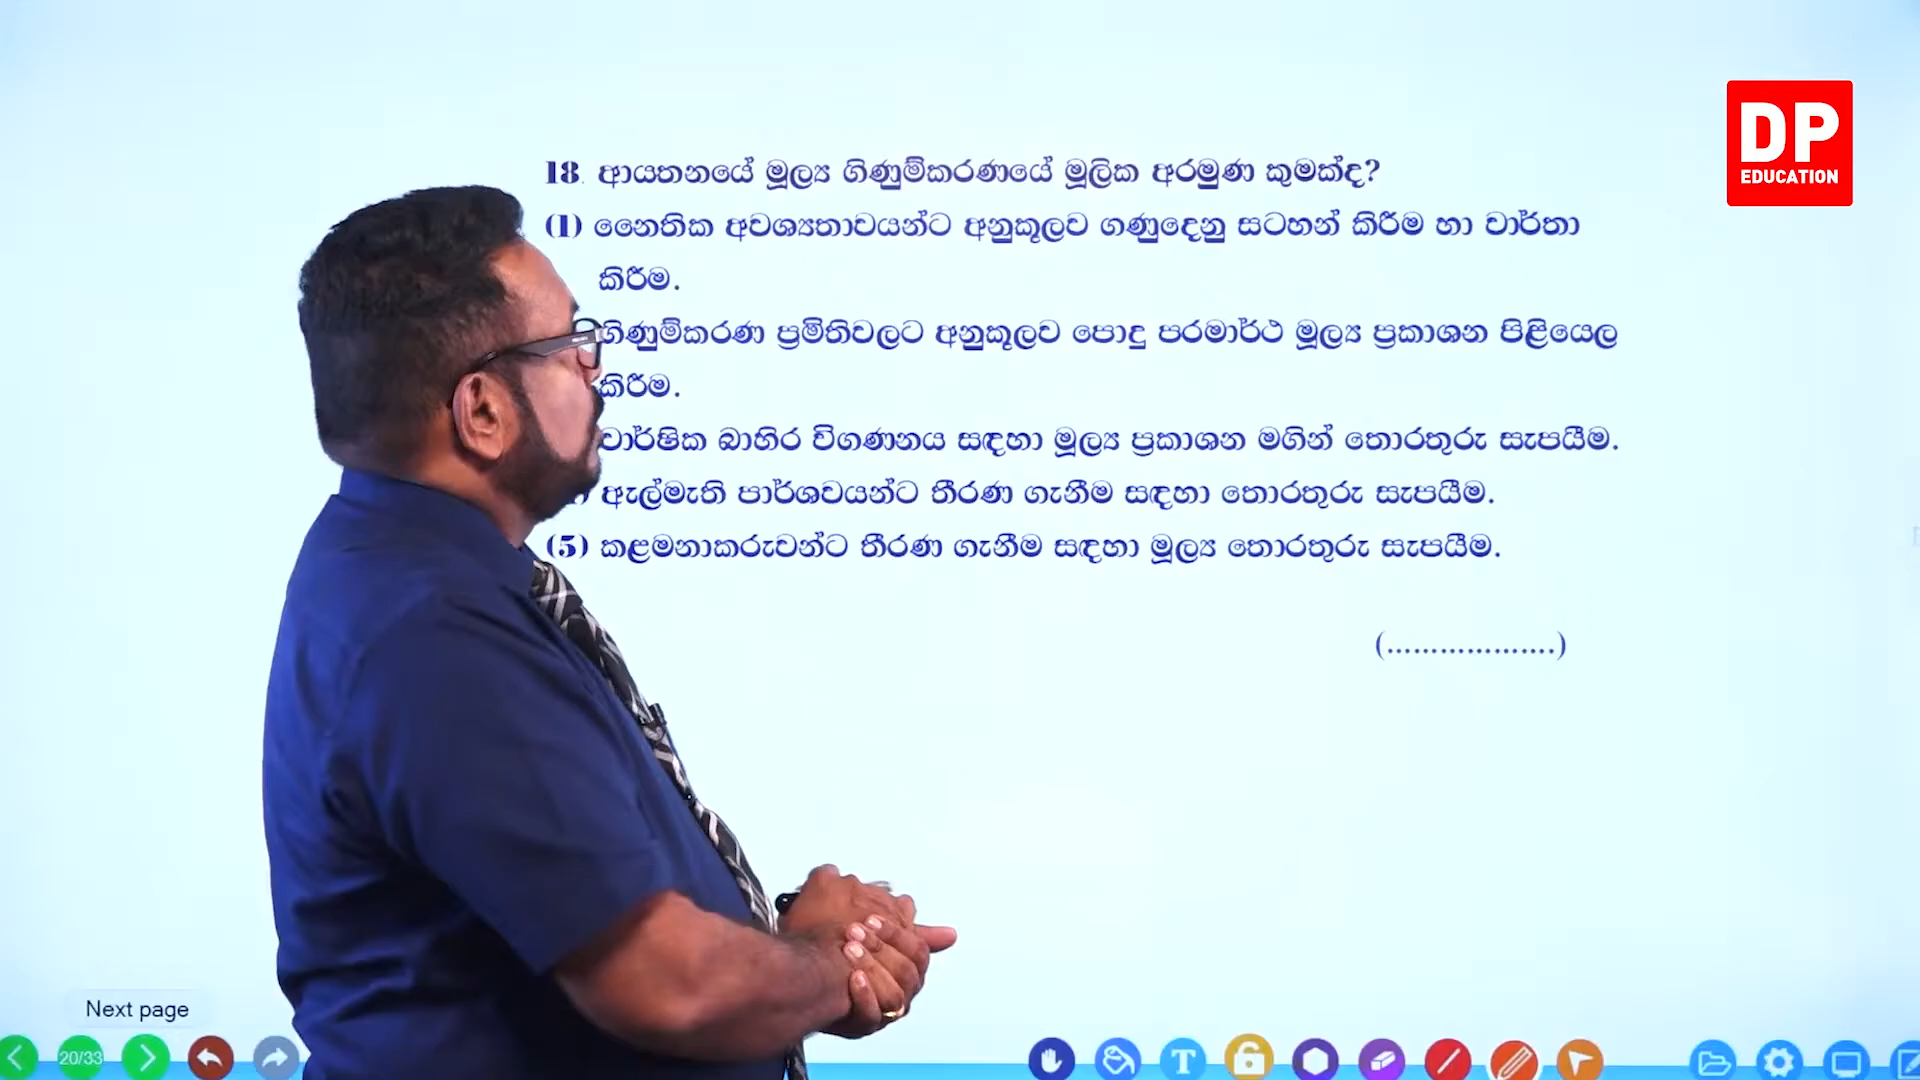 DP
EDUCATION
18. ආයතනයේ මූල්‍ය ගිණුම්කරණයේ මූලික අරමුණ කුමක්ද?
(1) නෛතික අවශ්‍යතාවයන්ට අනුකූලව ගණුදෙනු සටහන් කිරීම හා වාර්තා
කිරීම.
ගිණුම්කරණ ප්‍රමිතිවලට අනුකූලව පොදු පරමාර්ථ මූල්‍ය ප්‍රකාශන පිළියෙල
කිරීම.
වාර්ෂික බාහිර විගණනය සඳහා මූල්‍ය ප්‍රකාශන මගින් තොරතුරු සැපයීම.
) ඇල්මැති පාර්ශවයන්ට තීරණ ගැනීම සඳහා තොරතුරු සැපයීම.
(5) කළමනාකරුවන්ට තීරණ ගැනීම සඳහා මූල්‍ය තොරතුරු සැපයීම.
(...................)
Next page
20/33
T